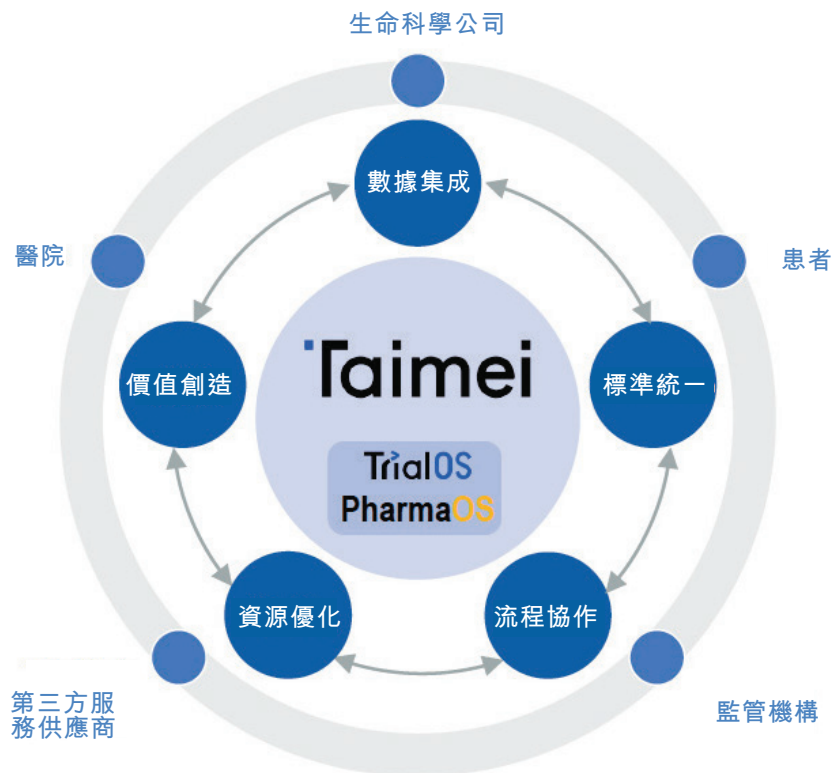 生命科學公司
數據集成
醫院
患者
Taimei
價值創造
標準統一
TrialOS
PharmaOS
資源優化
流程協作
第三方服
務供應商
監管機構